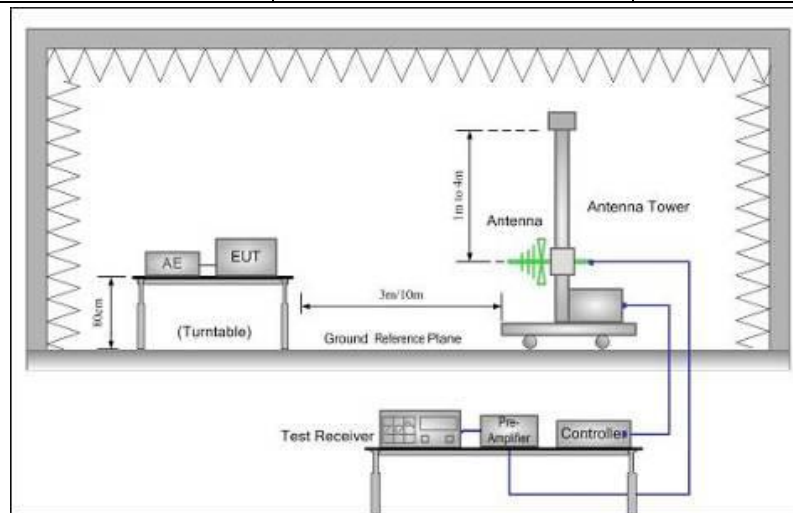 1m to 4m
Antenna
Antenna Tower
AE
EUT
80cm
3m/10m
(Turntable)
Ground Reference Plane
Test Receiver
Pre-
Amplifier
Controller